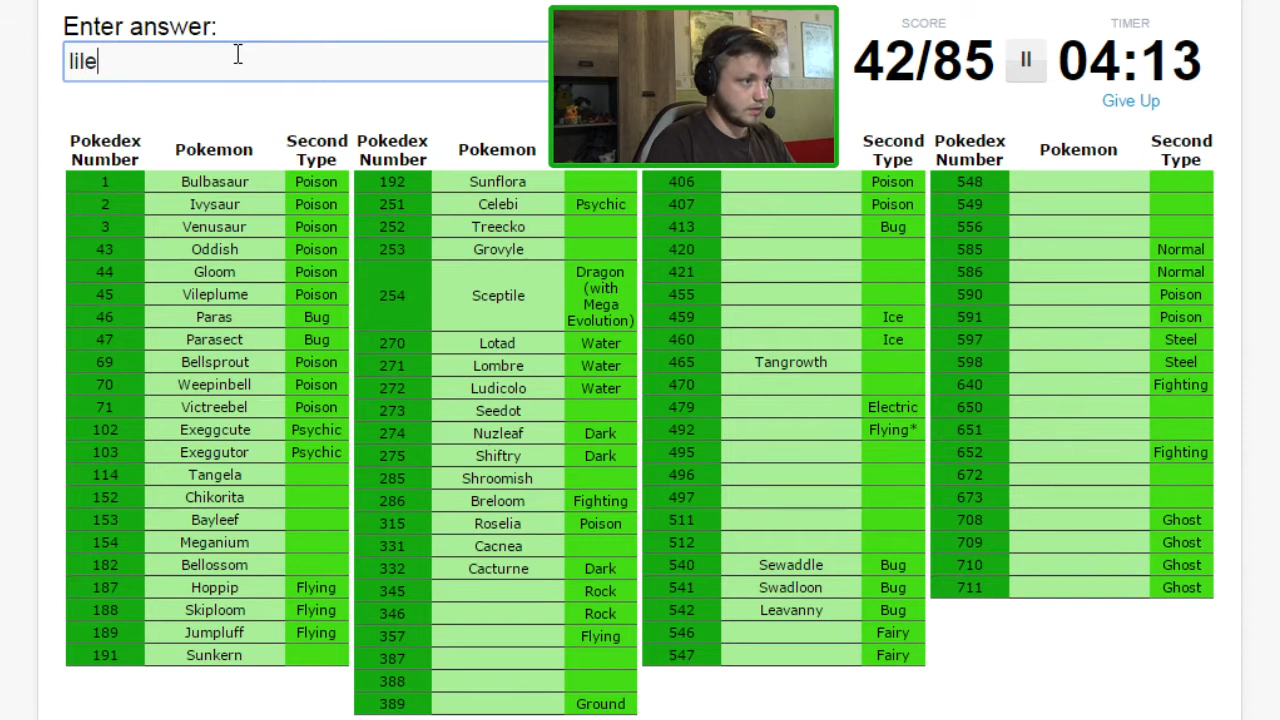 Enter answer:
lile
SCORE
42/85
II
TIMER
04:13
Give Up
Pokedex Number Pokemon Second Type
1 Bulbasaur Poison
2 Ivysaur Poison
3 Venusaur Poison
43 Oddish Poison
44 Gloom Poison
45 Vileplume Poison
46 Paras Bug
47 Parasect Bug
69 Bellsprout Poison
70 Weepinbell Poison
71 Victreebel Poison
102 Exeggcute Psychic
103 Exeggutor Psychic
114 Tangela
152 Chikorita
153 Bayleef
154 Meganium
182 Bellossom
187 Hoppip Flying
188 Skiploom Flying
189 Jumpluff Flying
191 Sunkern
Pokedex Number Pokemon
192 Sunflora
251 Celebi Psychic
252 Treecko
253 Grovyle
254 Sceptile Dragon (with Mega Evolution)
270 Lotad Water
271 Lombre Water
272 Ludicolo Water
273 Seedot
274 Nuzleaf Dark
275 Shiftry Dark
285 Shroomish
286 Breloom Fighting
315 Roselia Poison
331 Cacnea
332 Cacturne Dark
345 Rock
346 Rock
357 Flying
387
388
389 Ground
Second Type
406 Poison
407 Poison
413 Bug
420
421
455
459 Ice
460 Ice
465 Tangrowth
470
479 Electric
492 Flying*
495
496
497
511
512
540 Sewaddle Bug
541 Swadloon Bug
542 Leavanny Bug
546 Fairy
547 Fairy
Pokedex Number Pokemon Second Type
548
549
556
585 Normal
586 Normal
590 Poison
591 Poison
597 Steel
598 Steel
640 Fighting
650
651
652 Fighting
672
673
708 Ghost
709 Ghost
710 Ghost
711 Ghost